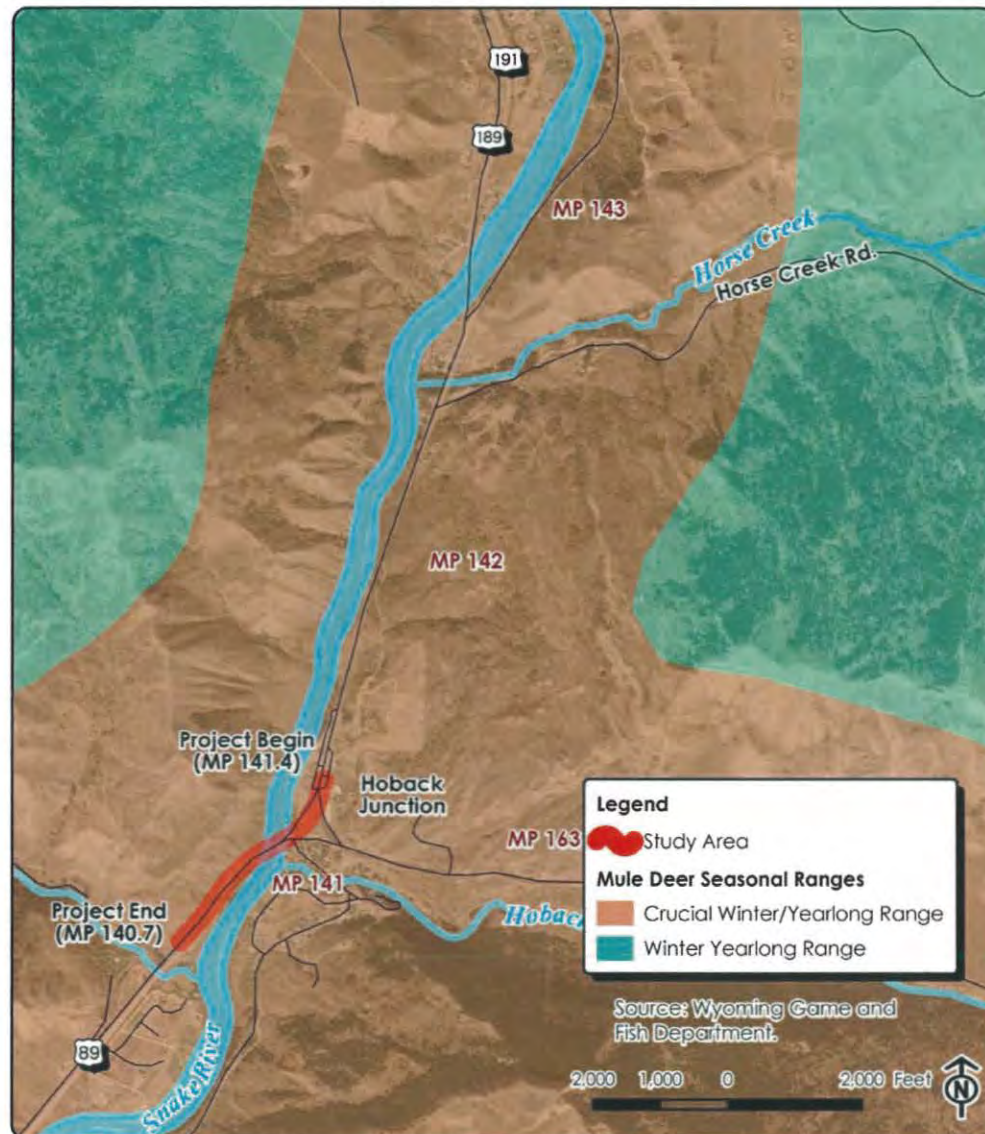 191
189
MP 143
Horse Creek
Horse Creek Rd.
MP 142
Project Begin
(MP 141.4)
Hoback
Junction
MP 163
MP 141
Hoback
Project End
(MP 140.7)
89
Snake River
Legend
Study Area
Mule Deer Seasonal Ranges
Crucial Winter/Yearlong Range
Winter Yearlong Range
Source: Wyoming Game and
Fish Department.
2,000 1,000 0 2,000 Feet
N